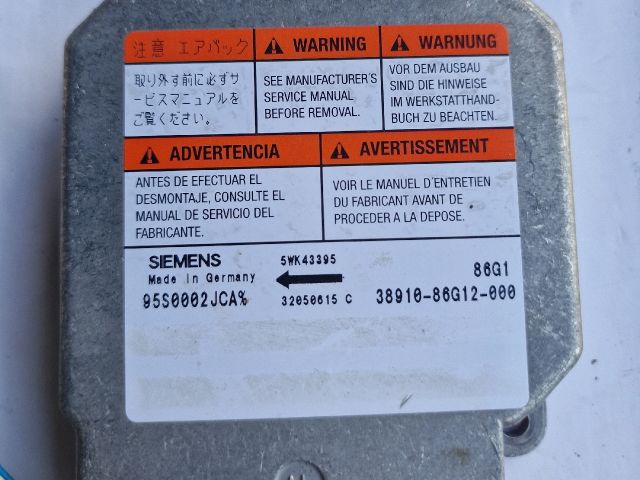 注意 エアバック
取り外す前に必ずサ
ービスマニュアルを
ご覧ください。
WARNING
SEE MANUFACTURER'S
SERVICE MANUAL
BEFORE REMOVAL.
WARNUNG
VOR DEM AUSBAU
SIND DIE HINWEISE
IM WERKSTATTHAND-
BUCH ZU BEACHTEN.
ADVERTENCIA
ANTES DE EFECTUAR EL
DESMONTAJE, CONSULTE EL
MANUAL DE SERVICIO DEL
FABRICANTE.
AVERTISSEMENT
VOIR LE MANUEL D'ENTRETIEN
DU FABRICANT AVANT DE
PROCEDER A LA DEPOSE.
SIEMENS
Made in Germany
95S0002JCA%
5WK43395
32050615 C
86G1
38910-86G12-000